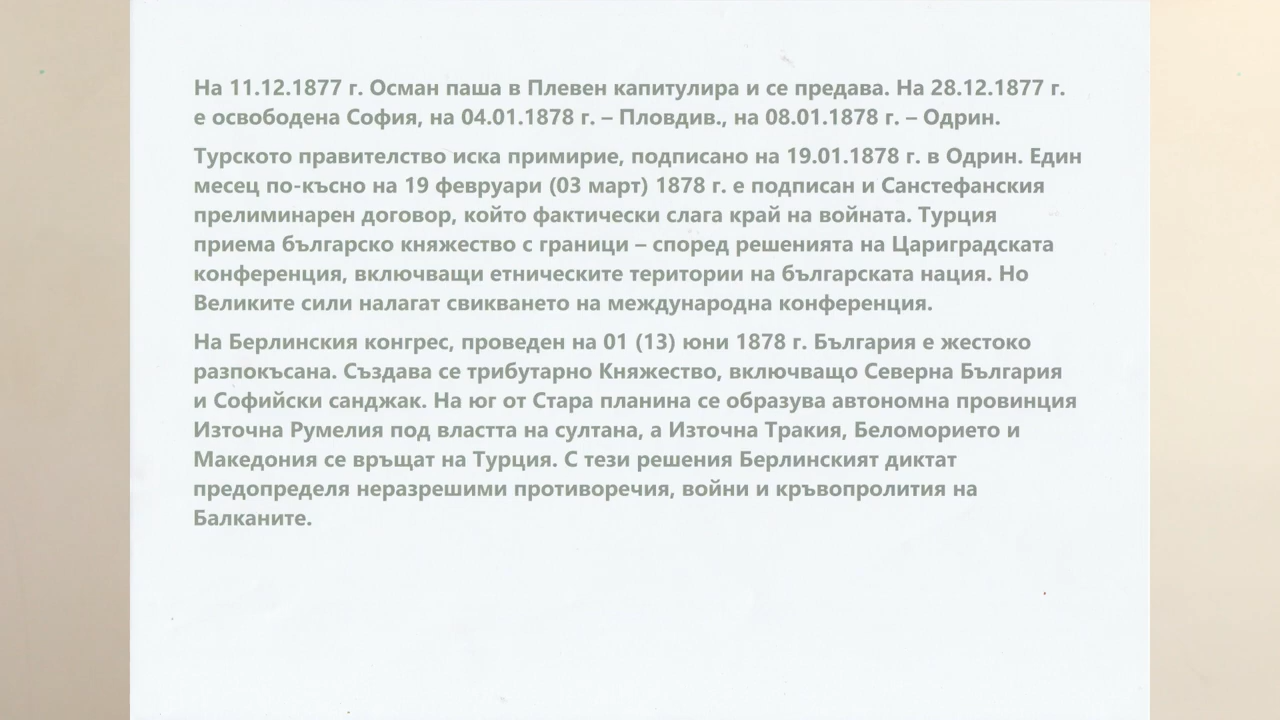 На 11.12.1877 г. Осман паша в Плевен капитулира и се предава. На 28.12.1877 г.
е освободена София, на 04.01.1878 г. – Пловдив., на 08.01.1878 г. – Одрин.
Турското правителство иска примирие, подписано на 19.01.1878 г. в Одрин. Един
месец по-късно на 19 февруари (03 март) 1878 г. е подписан и Санстефанския
прелиминарен договор, който фактически слага край на войната. Турция
приема българско княжество с граници – според решенията на Цариградската
конференция, включващи етническите територии на българската нация. Но
Великите сили налагат свикването на международна конференция.
На Берлинския конгрес, проведен на 01 (13) юни 1878 г. България е жестоко
разпокъсана. Създава се трибутарно Княжество, включващо Северна България
и Софийски санджак. На юг от Стара планина се образува автономна провинция
Източна Румелия под властта на султана, а Източна Тракия, Беломорието и
Македония се връщат на Турция. С тези решения Берлинският диктат
предопределя неразрешими противоречия, войни и кръвопролития на
Балканите.